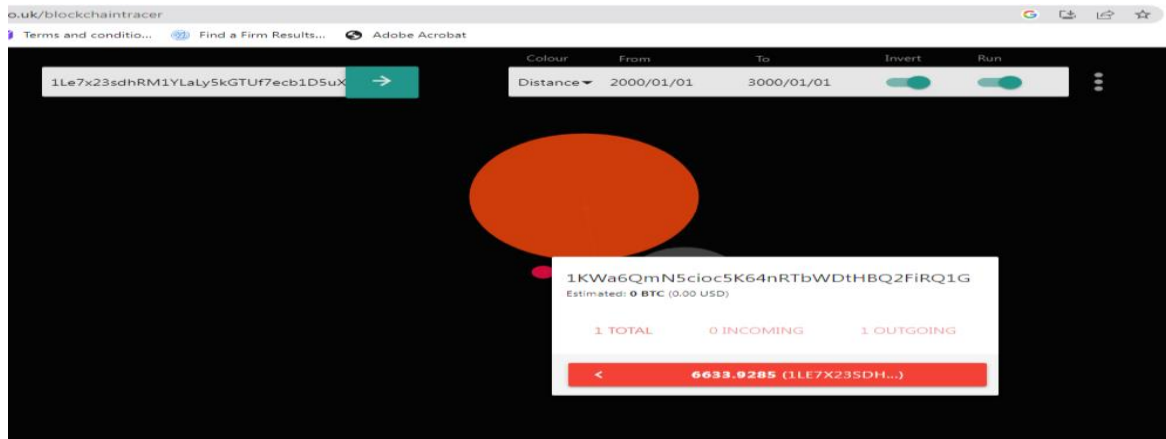 o.uk/blockchaintracer
Terms and conditio... Find a Firm Results... Adobe Acrobat
Colour From To Invert Run
1Le7x23sdhRM1YLaLy5kGTUf7ecb1D5uX
Distance 2000/01/01 3000/01/01
1KWa6QmN5cioc5K64nRTbWDtHBQ2FiRQ1G
Estimated: 0 BTC (0.00 USD)
1 TOTAL 0 INCOMING 1 OUTGOING
< 6633.9285 (1LE7X23SDH...)